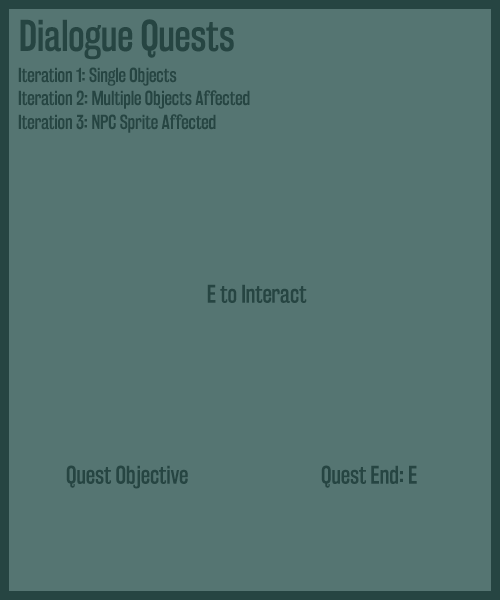 Dialogue Quests
Iteration 1: Single Objects
Iteration 2: Multiple Objects Affected
Iteration 3: NPC Sprite Affected
E to Interact
Quest Objective
Quest End: E